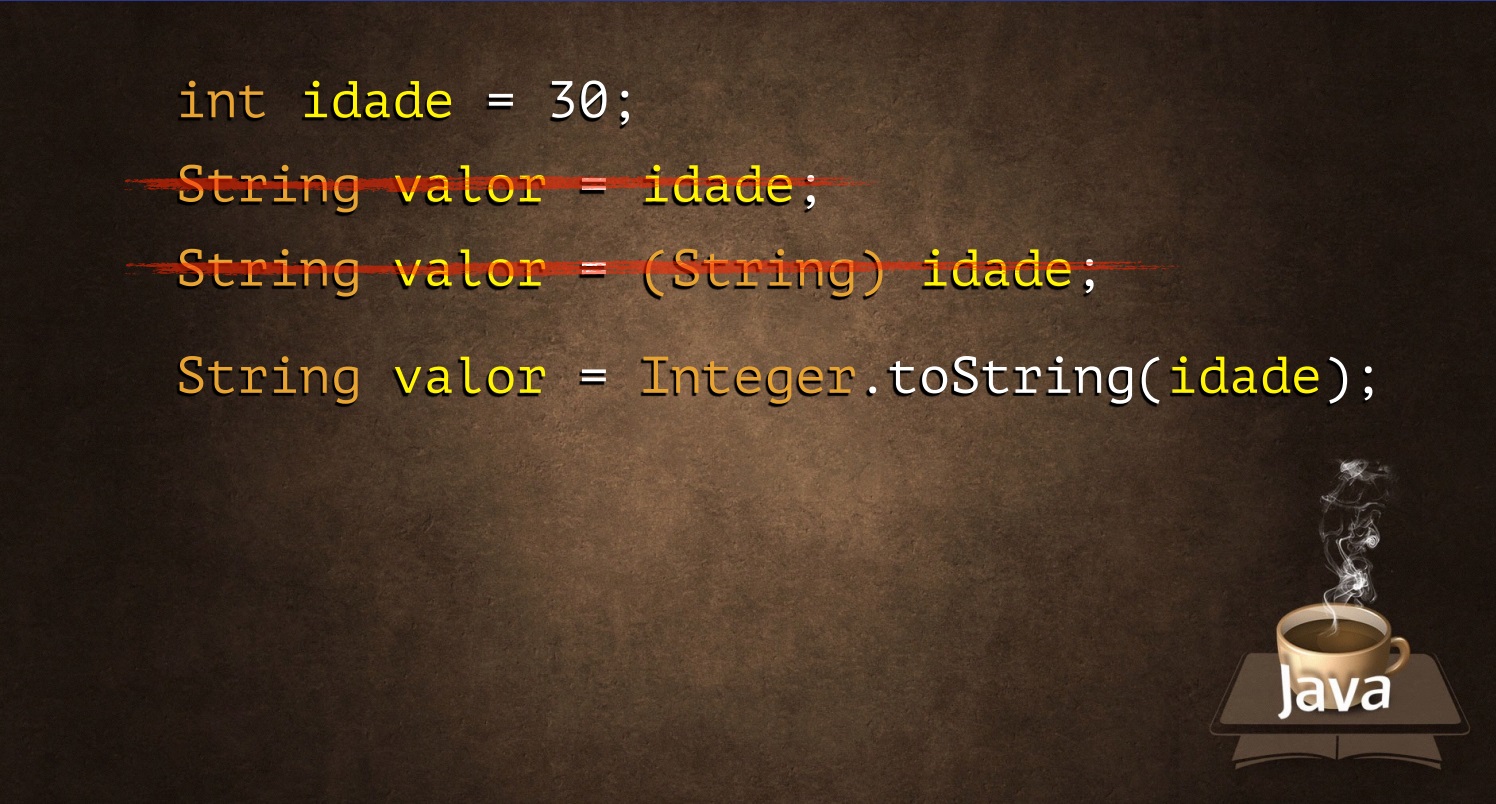 int idade = 30;
String valor = idade;
String valor = (String) idade;
String valor = Integer.toString(idade);
Java